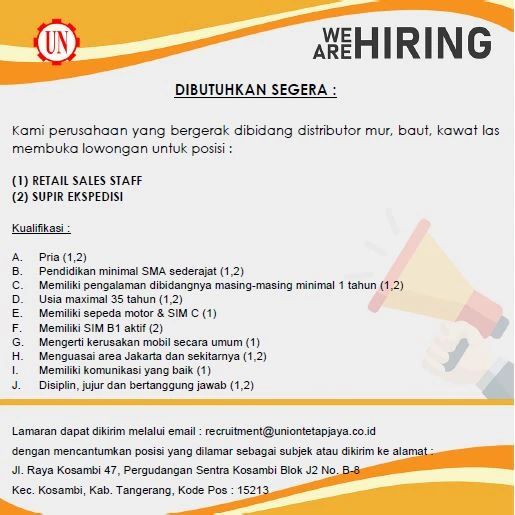 UN
WE ARE HIRING
DIBUTUHKAN SEGERA :
Kami perusahaan yang bergerak dibidang distributor mur, baut, kawat las
membuka lowongan untuk posisi :
(1) RETAIL SALES STAFF
(2) SUPIR EKSPEDISI
Kualifikasi :
A. Pria (1,2)
B. Pendidikan minimal SMA sederajat (1,2)
C. Memiliki pengalaman dibidangnya masing-masing minimal 1 tahun (1,2)
D. Usia maximal 35 tahun (1,2)
E. Memiliki sepeda motor & SIM C (1)
F. Memiliki SIM B1 aktif (2)
G. Mengerti kerusakan mobil secara umum (1)
H. Menguasai area Jakarta dan sekitarnya (1,2)
I. Memiliki komunikasi yang baik (1)
J. Disiplin, jujur dan bertanggung jawab (1,2)
Lamaran dapat dikirim melalui email : recruitment@uniontetapjaya.co.id
dengan mencantumkan posisi yang dilamar sebagai subjek atau dikirim ke alamat :
Jl. Raya Kosambi 47, Pergudangan Sentra Kosambi Blok J2 No. B-8
Kec. Kosambi, Kab. Tangerang, Kode Pos : 15213